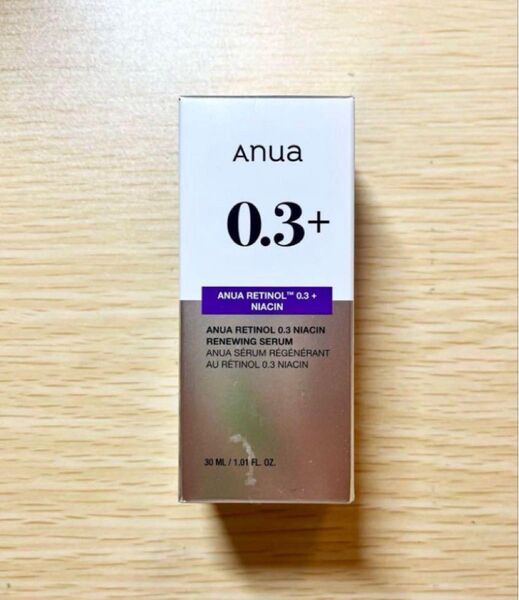 Anua
0.3+
ANUA RETINOL™ 0.3 +
NIACIN
ANUA RETINOL 0.3 NIACIN
RENEWING SERUM
ANUA SÉRUM RÉGÉNÉRANT
AU RÉTINOL 0.3 NIACIN
30 ML / 1.01 FL. OZ.